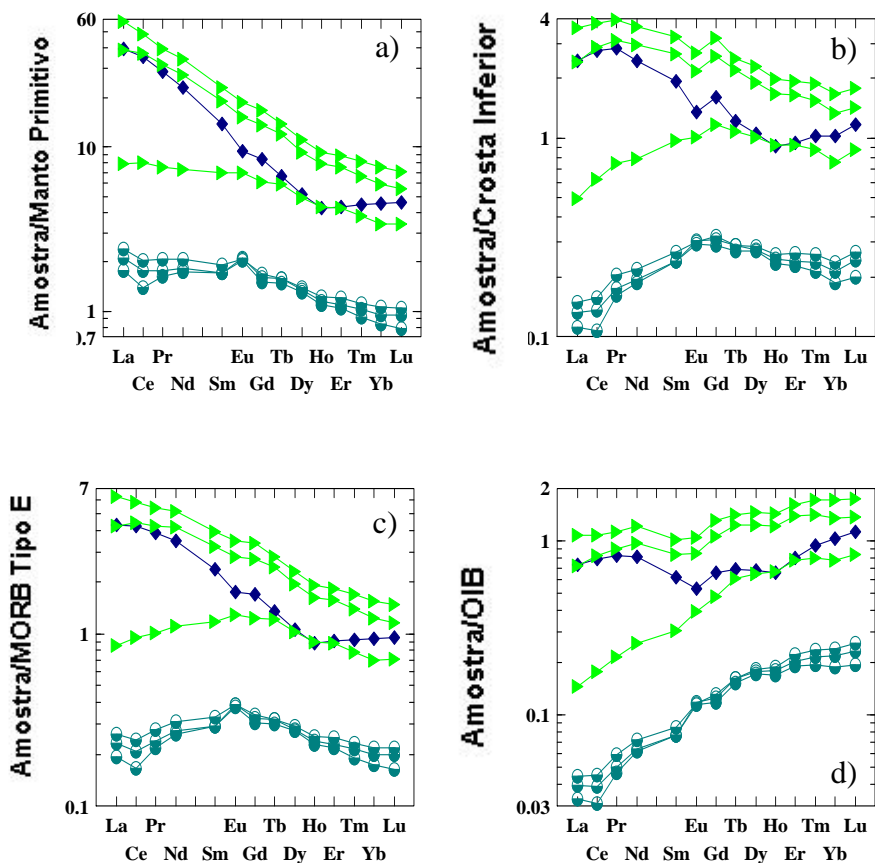 60
10
1
0.7
Amostra/Manto Primitivo
a)
La Pr Sm Eu Tb Ho Tm Lu
Ce Nd Gd Dy Er Yb
4
1
0.1
Amostra/Crosta Inferior
b)
La Pr Eu Tb Ho Tm Lu
Ce Nd Sm Gd Dy Er Yb
7
1
0.1
Amostra/MORB Tipo E
c)
La Pr Eu Tb Ho Tm Lu
Ce Nd Sm Gd Dy Er Yb
2
1
0.1
0.03
Amostra/OIB
d)
La Pr Eu Tb Ho Tm Lu
Ce Nd Sm Gd Dy Er Yb